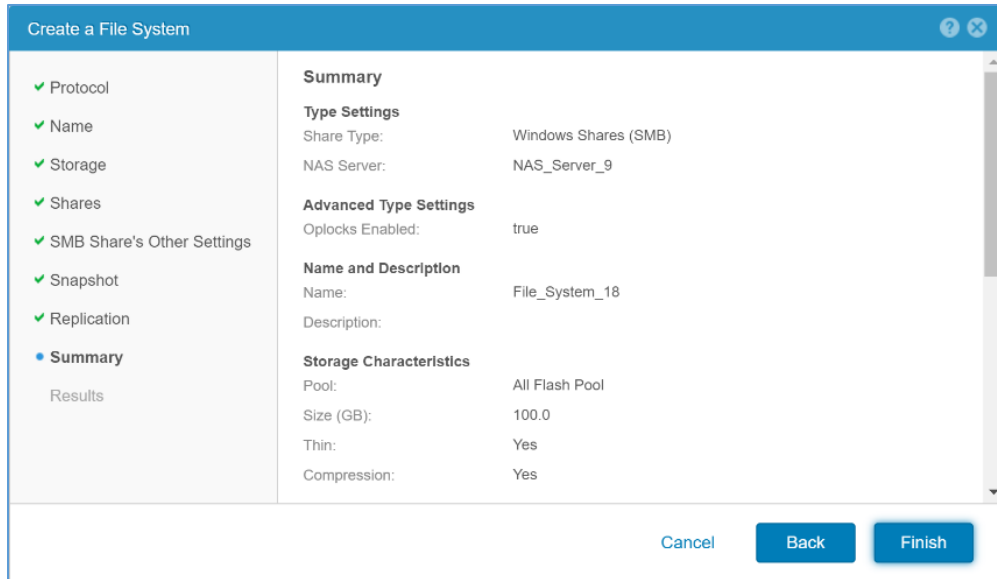 Create a File System
Protocol
Name
Storage
Shares
SMB Share's Other Settings
Snapshot
Replication
Summary
Results
Summary
Type Settings
Share Type: Windows Shares (SMB)
NAS Server: NAS_Server_9
Advanced Type Settings
Oplocks Enabled: true
Name and Description
Name: File_System_18
Description:
Storage Characteristics
Pool: All Flash Pool
Size (GB): 100.0
Thin: Yes
Compression: Yes
Cancel Back Finish